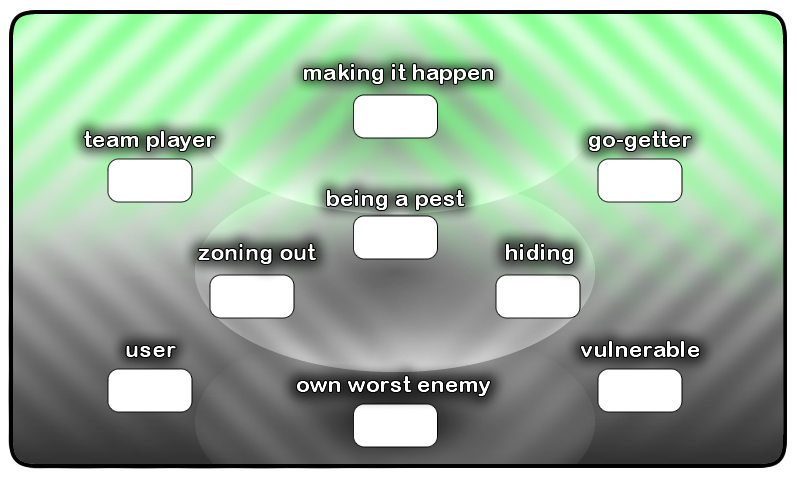 making it happen
team player
go-getter
being a pest
zoning out
hiding
user
vulnerable
own worst enemy